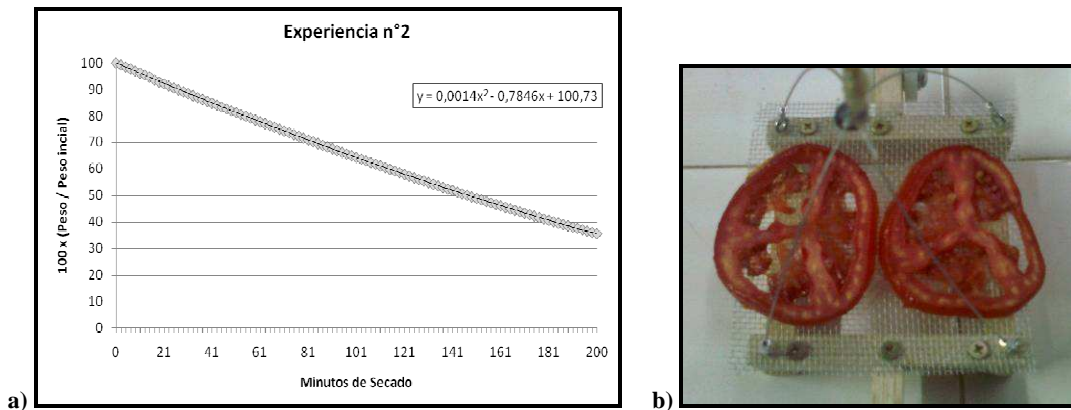 Experiencia n°2
100
90
80
70
60
50
40
30
20
10
0
y = 0,0014x² - 0,7846x + 100,73
100 x (Peso / Peso incial)
0 21 41 61 81 101 121 141 161 181 200
Minutos de Secado
a)
b)